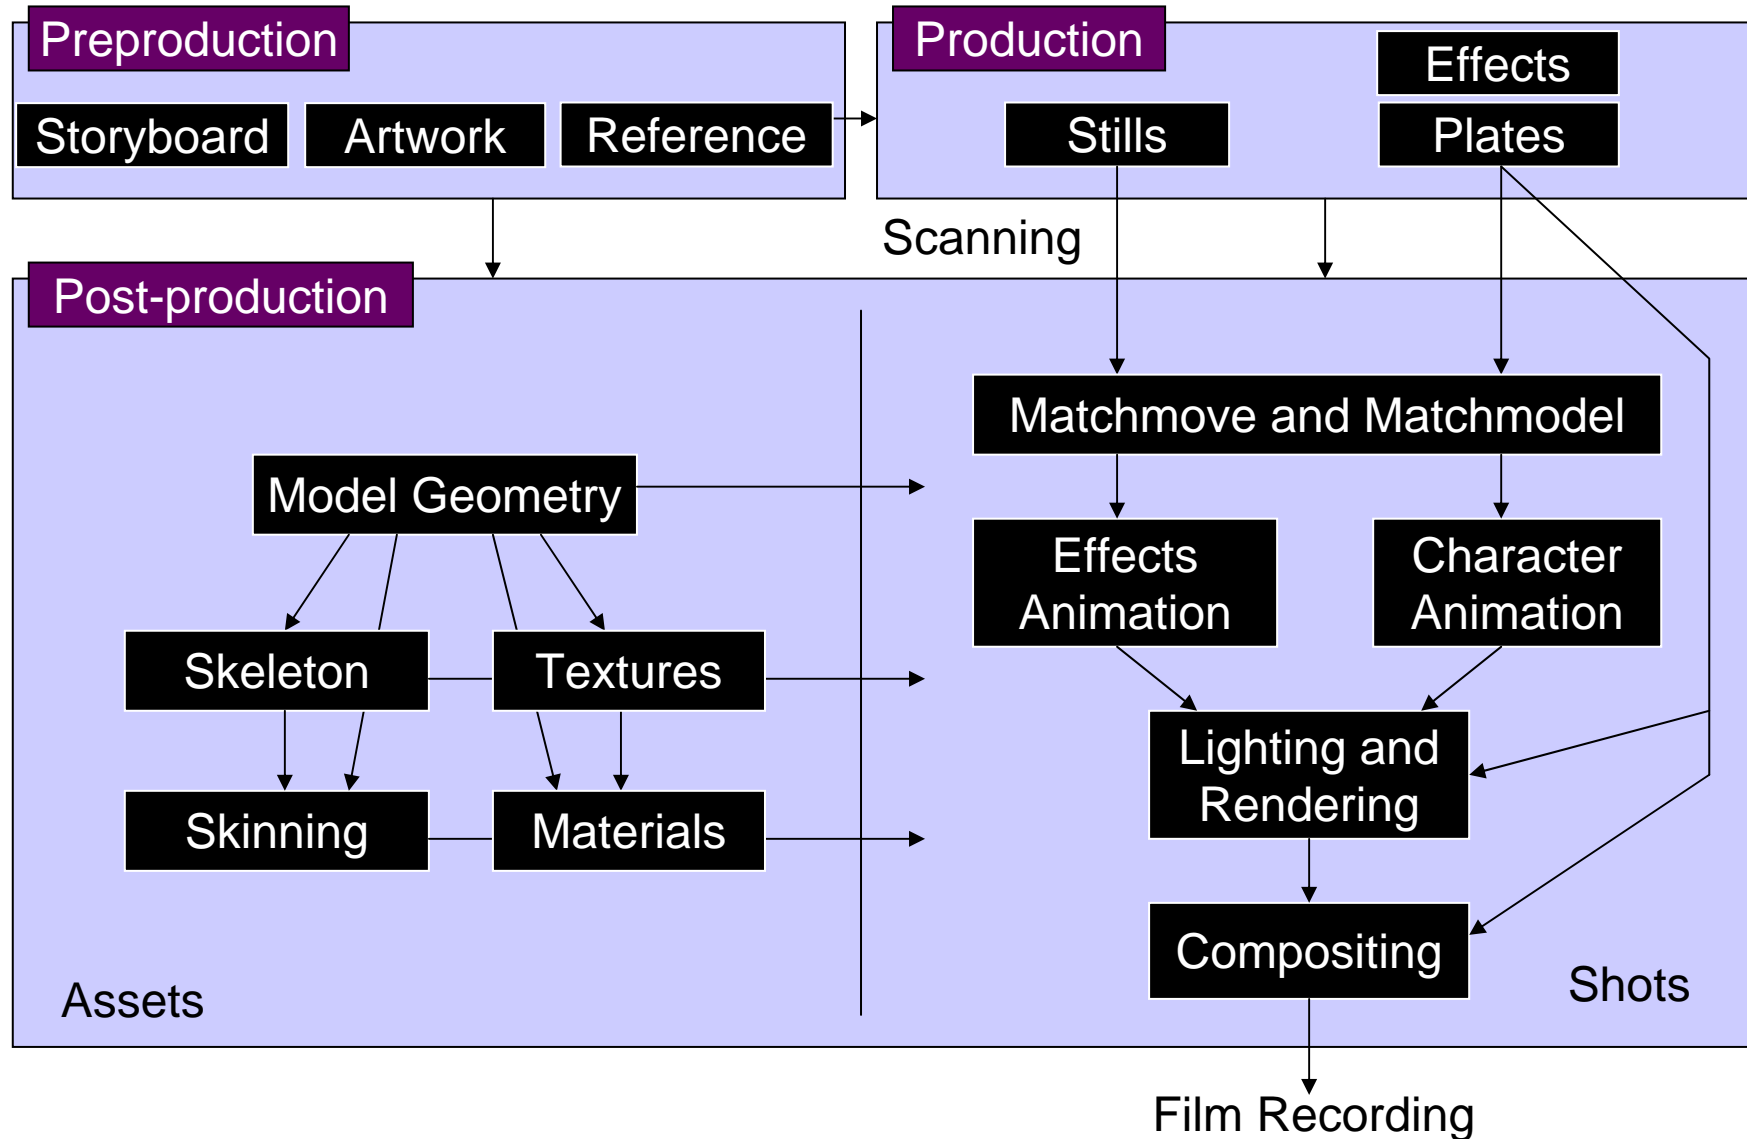 Preproduction
Storyboard
Artwork
Reference
Production
Effects
Stills
Plates
Scanning
Post-production
Model Geometry
Skeleton
Textures
Skinning
Materials
Assets
Matchmove and Matchmodel
Effects
Animation
Character
Animation
Lighting and
Rendering
Compositing
Shots
Film Recording